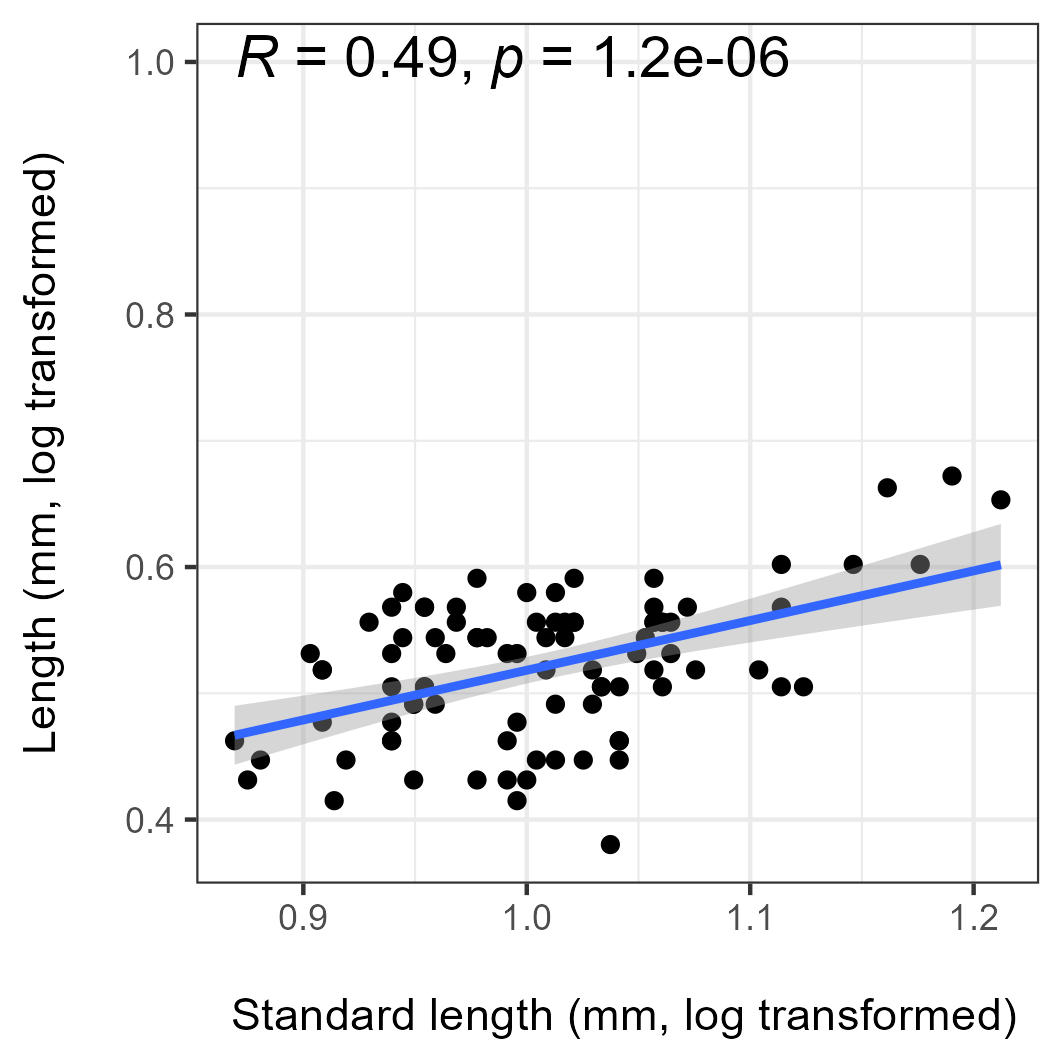 R = 0.49, p = 1.2e-06
1.0
0.8
0.6
0.4
Length (mm, log transformed)
0.9 1.0 1.1 1.2
Standard length (mm, log transformed)